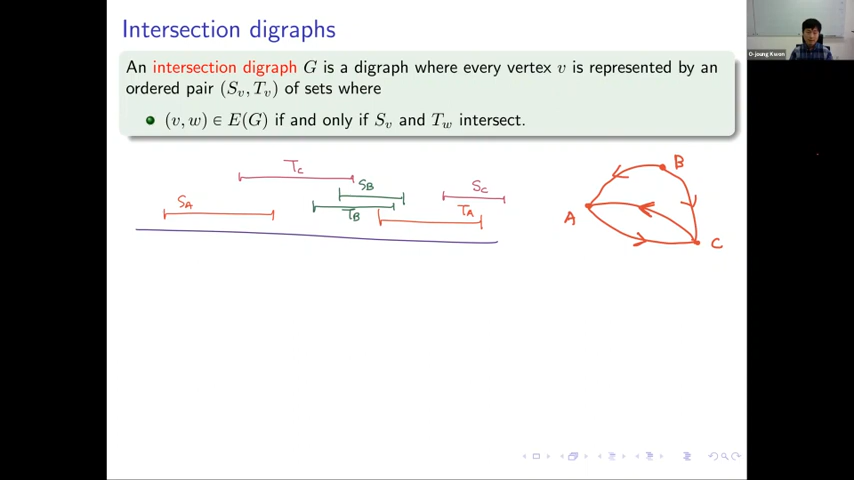 Intersection digraphs
An intersection digraph G is a digraph where every vertex v is represented by an
ordered pair (S_v, T_v) of sets where
(v, w) ∈ E(G) if and only if S_v and T_w intersect.
T_C
S_B
S_C
S_A
T_B
T_A
B
A
C
O-joung Kwon